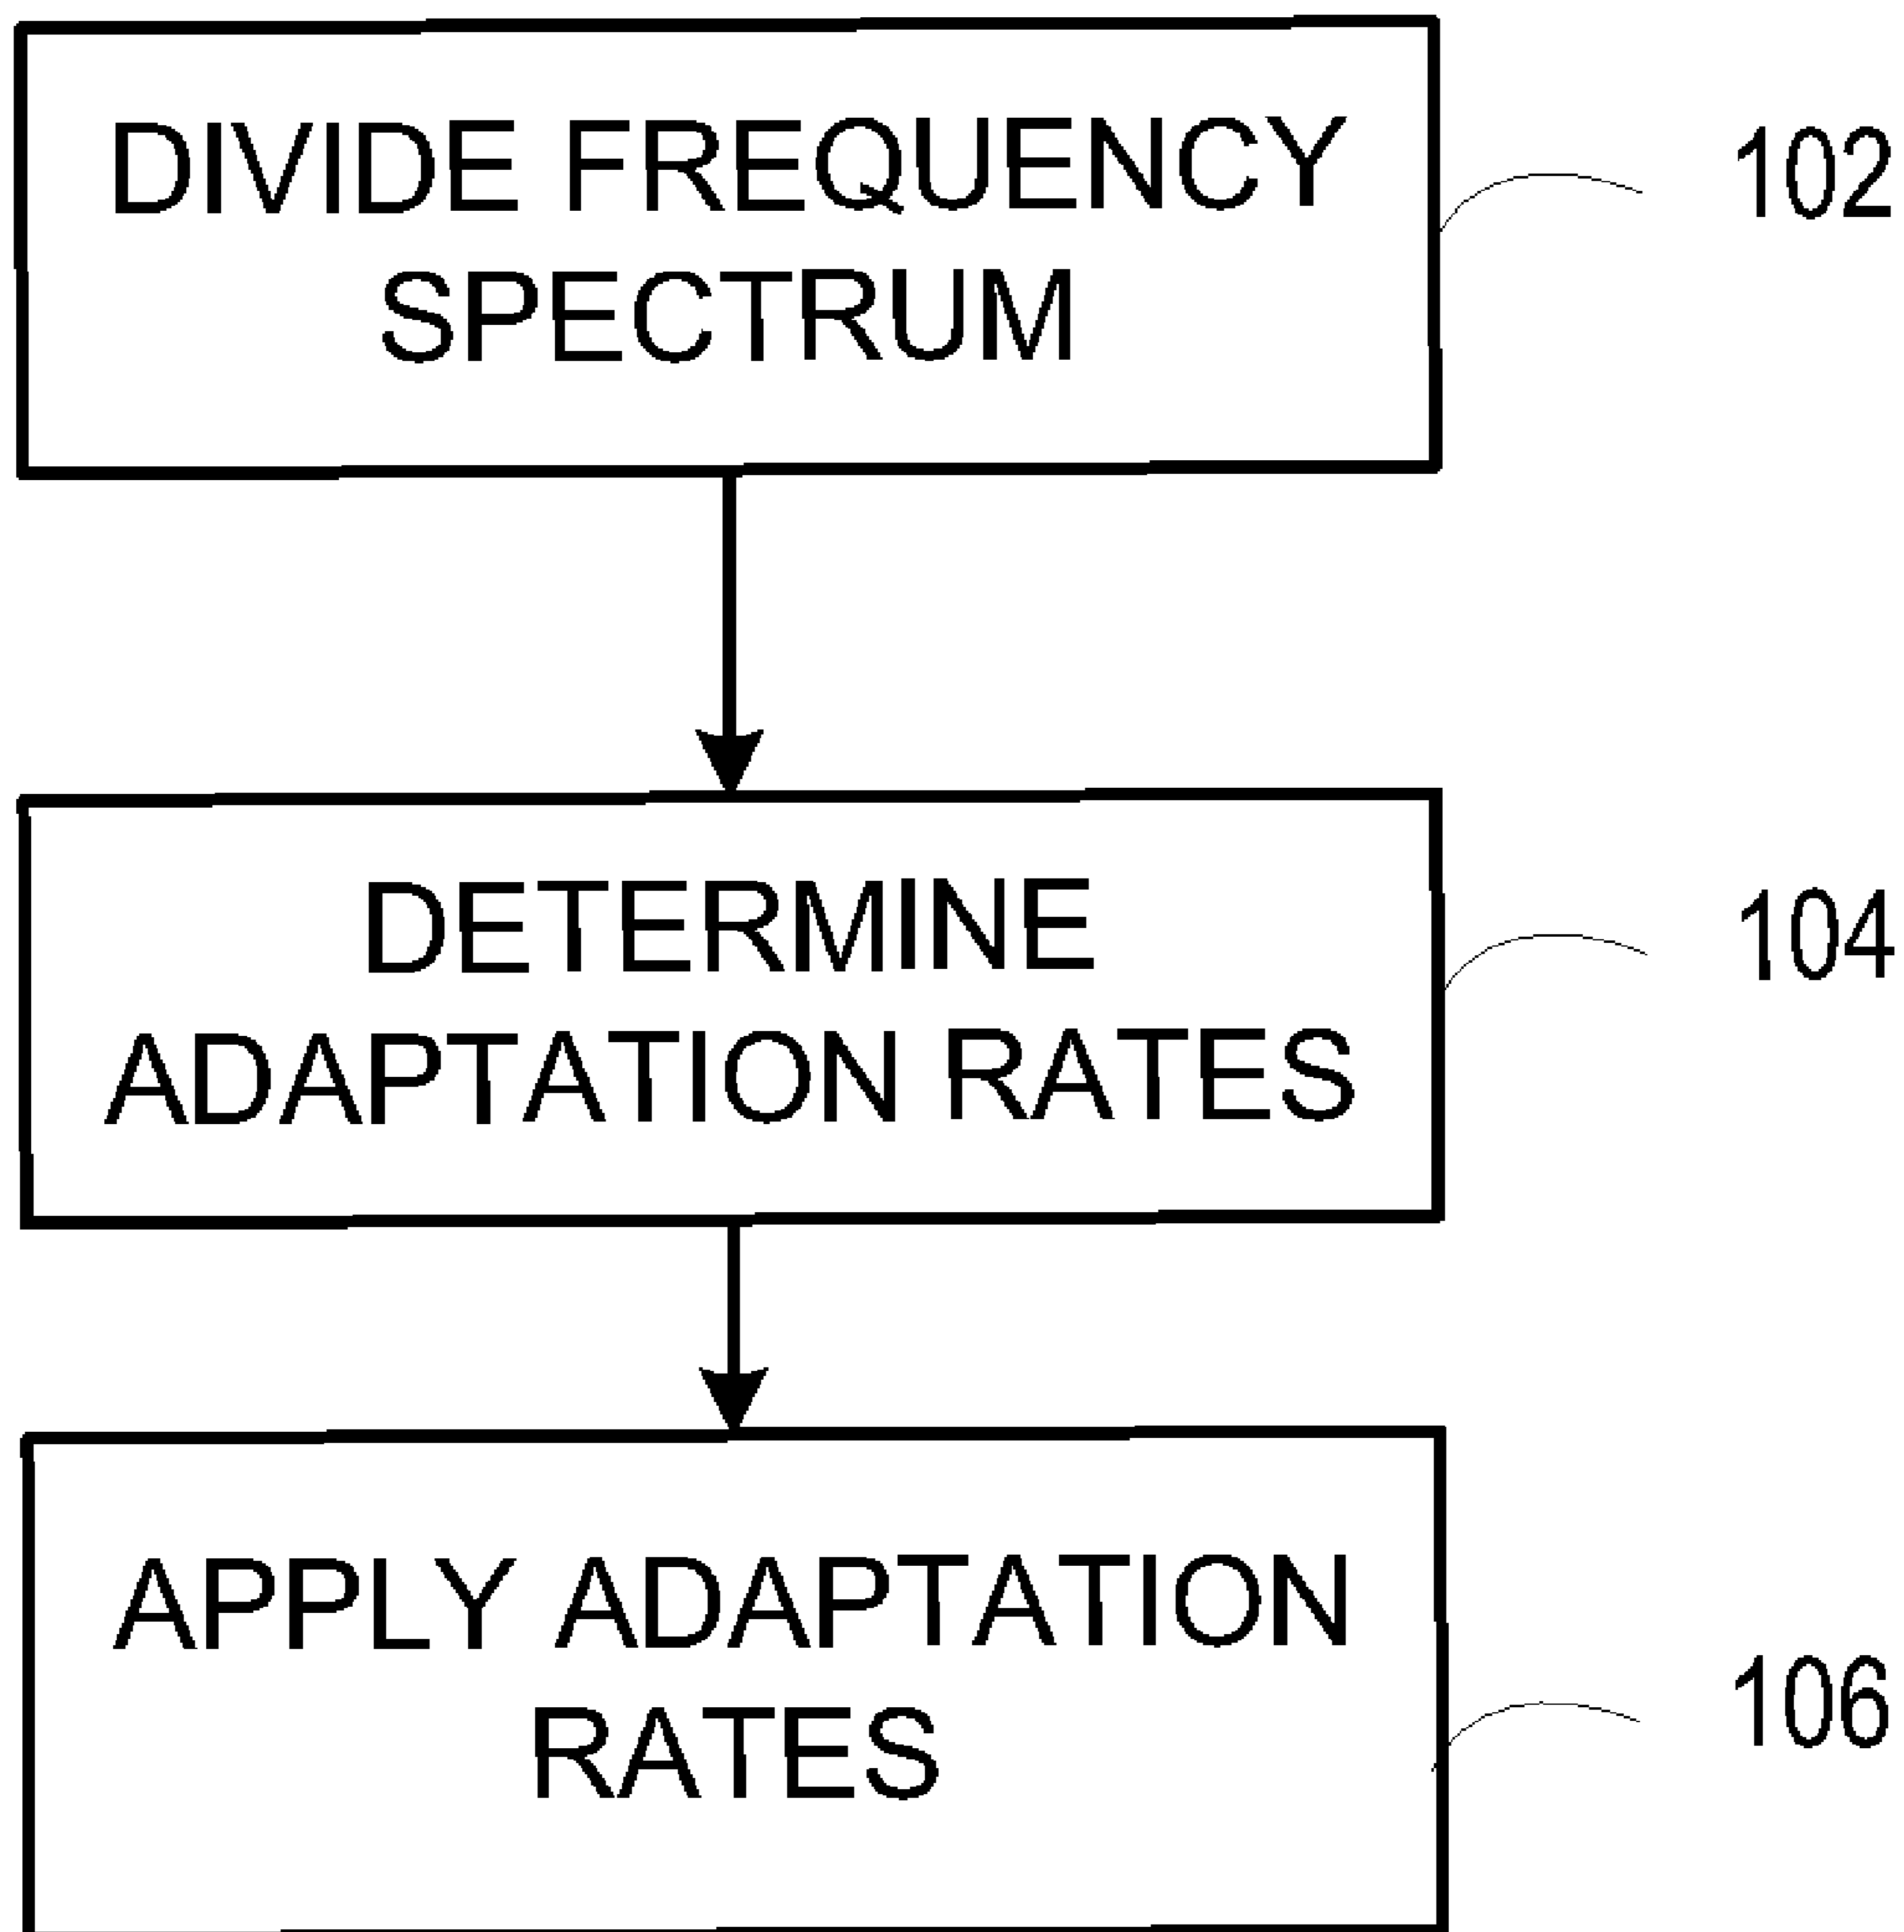 DIVIDE FREQUENCY
SPECTRUM
102
DETERMINE
ADAPTATION RATES
104
APPLY ADAPTATION
RATES
106